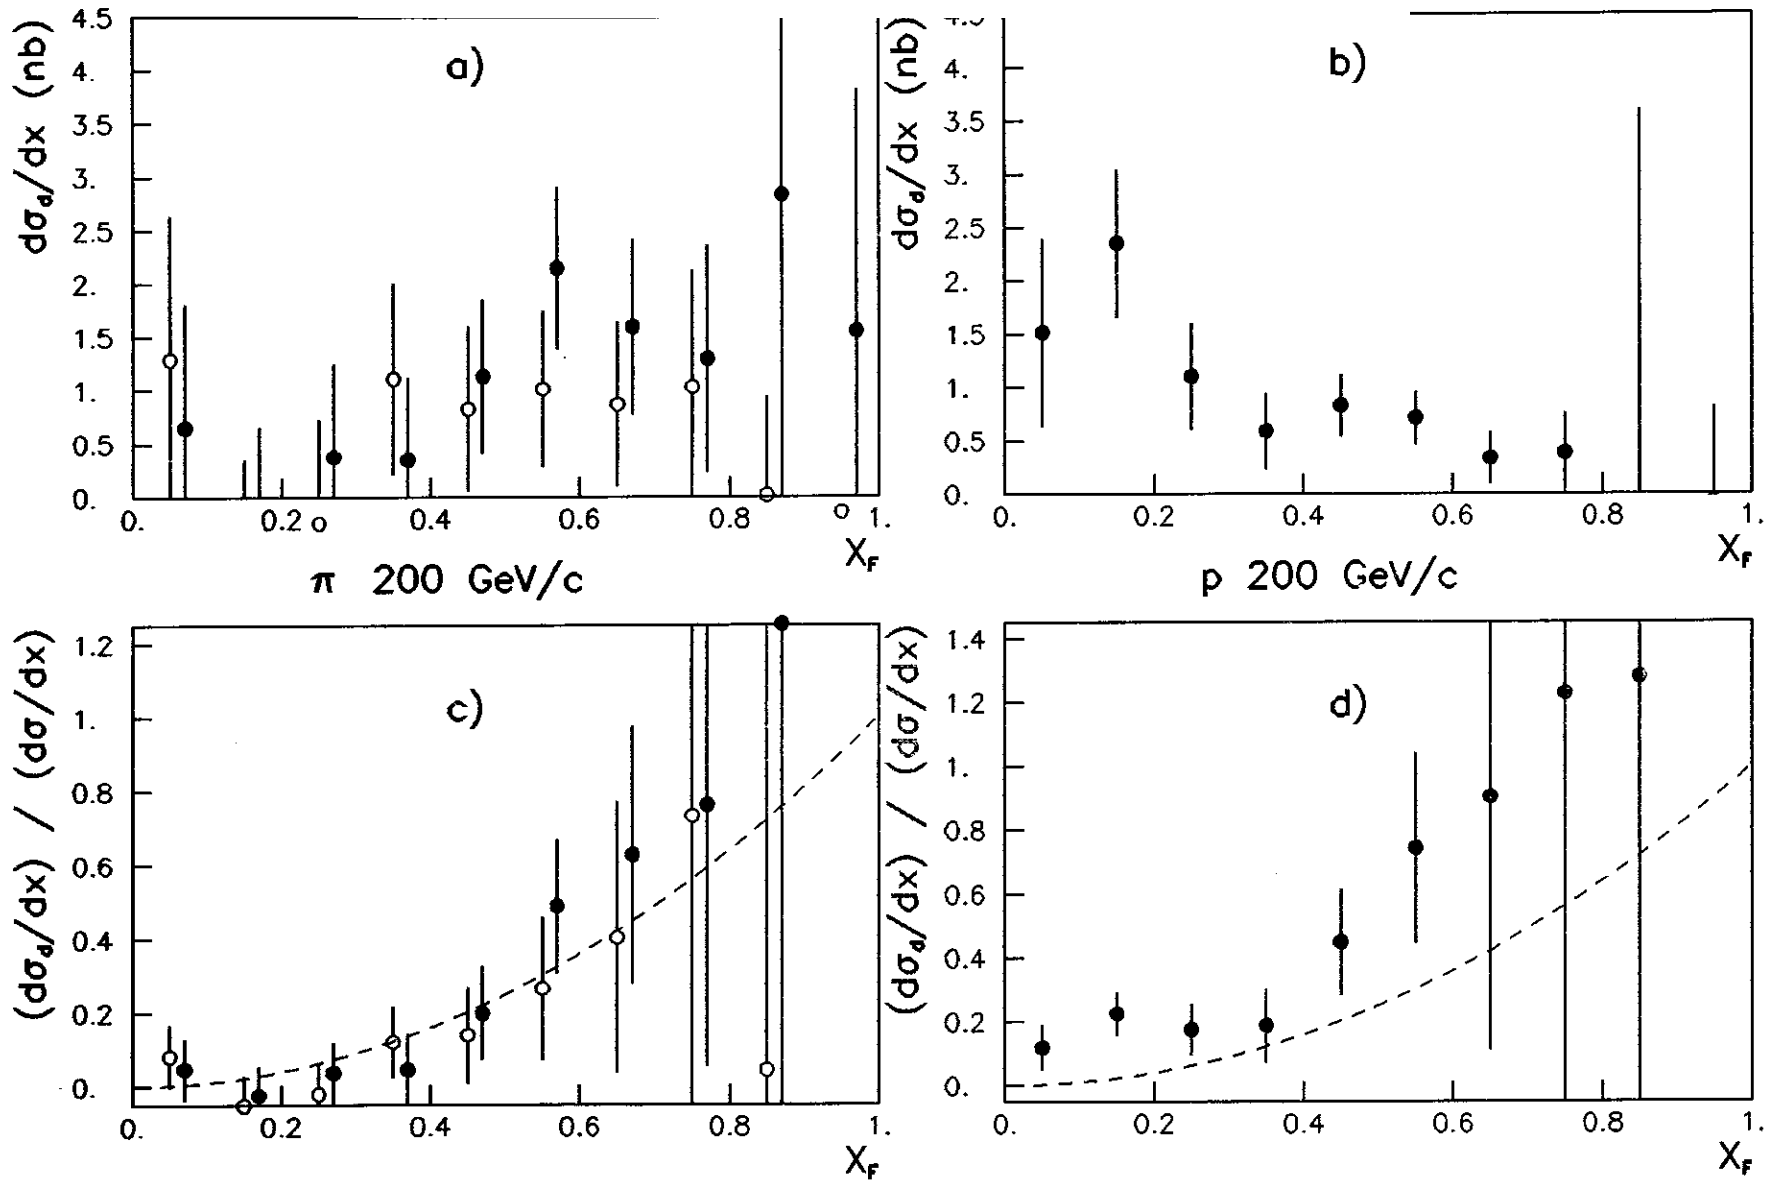 4.5
4.
3.5
3.
2.5
2.
1.5
1.
0.5
0.
dσd/dx (nb)
a)
0. 0.2 0.4 0.6 0.8 1.
XF
π 200 GeV/c
4.5
4.
3.5
3.
2.5
2.
1.5
1.
0.5
0.
dσd/dx (nb)
b)
0. 0.2 0.4 0.6 0.8 1.
XF
p 200 GeV/c
1.2
1.
0.8
0.6
0.4
0.2
0.
(dσd/dx) / (dσ/dx)
c)
0. 0.2 0.4 0.6 0.8 1.
XF
1.4
1.2
1.
0.8
0.6
0.4
0.2
0.
(dσd/dx) / (dσ/dx)
d)
0. 0.2 0.4 0.6 0.8 1.
XF